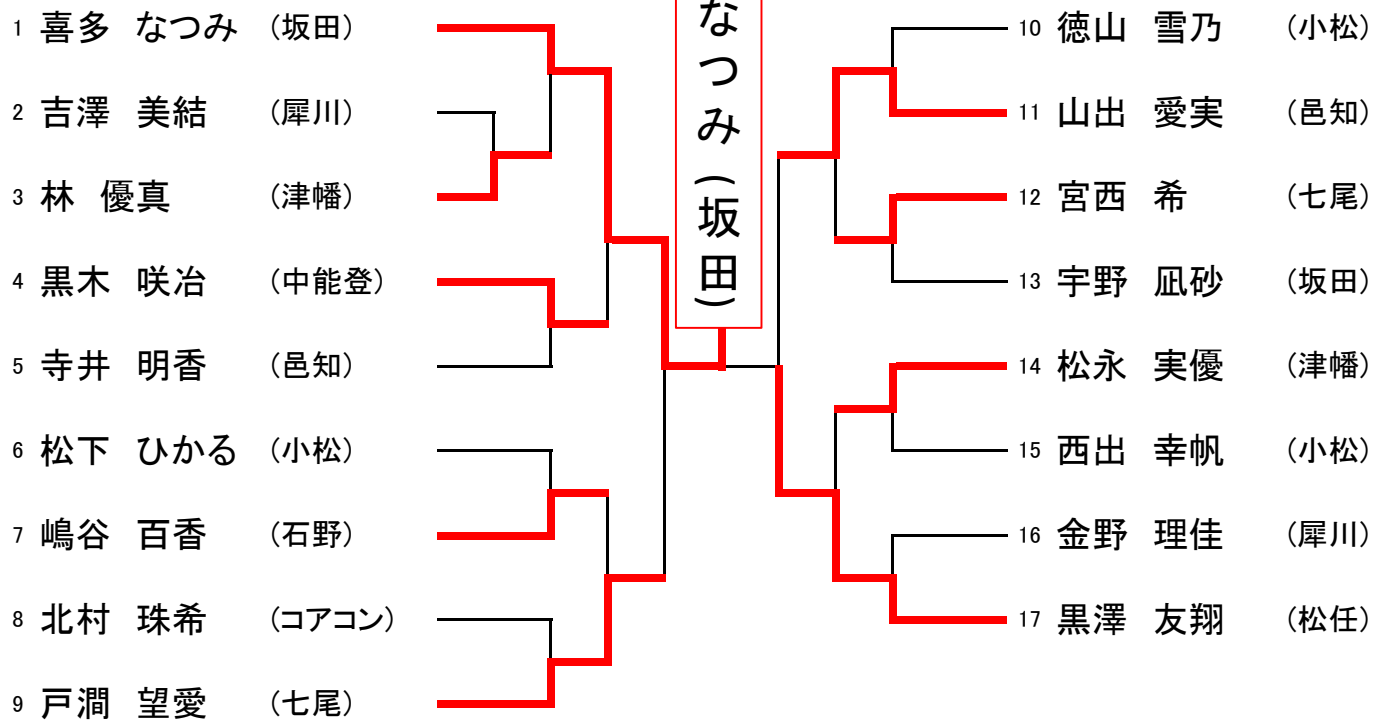 1 喜多 なつみ (坂田)
2 吉澤 美結 (犀川)
3 林 優真 (津幡)
4 黒木 咲冶 (中能登)
5 寺井 明香 (邑知)
6 松下 ひかる (小松)
7 嶋谷 百香 (石野)
8 北村 珠希 (コアコン)
9 戸澗 望愛 (七尾)
なつみ(坂田)
10 徳山 雪乃 (小松)
11 山出 愛実 (邑知)
12 宮西 希 (七尾)
13 宇野 凪砂 (坂田)
14 松永 実優 (津幡)
15 西出 幸帆 (小松)
16 金野 理佳 (犀川)
17 黒澤 友翔 (松任)